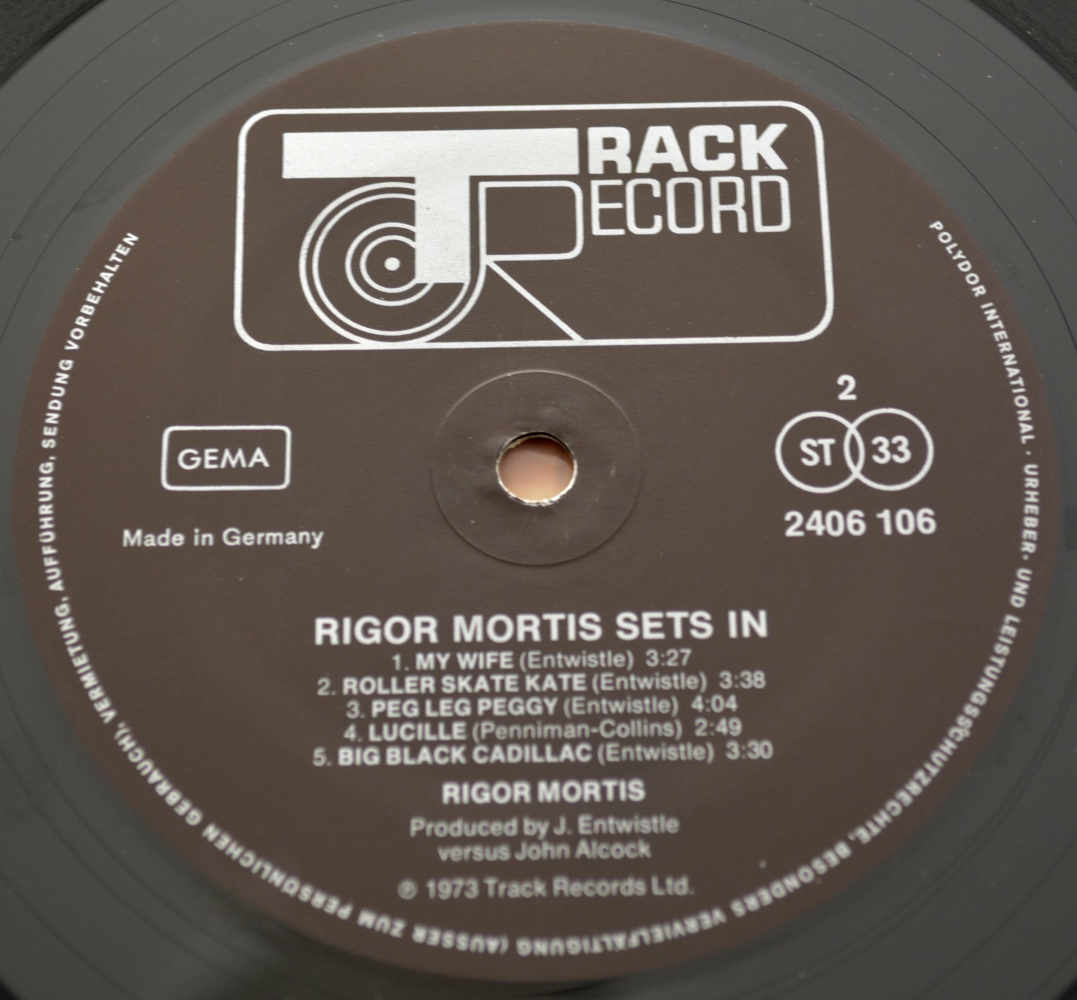 TRACK
RECORD
GEMA
Made in Germany
2
ST 33
2406 106
RIGOR MORTIS SETS IN
1. MY WIFE (Entwistle) 3:27
2. ROLLER SKATE KATE (Entwistle) 3:38
3. PEG LEG PEGGY (Entwistle) 4:04
4. LUCILLE (Penniman-Collins) 2:49
5. BIG BLACK CADILLAC (Entwistle) 3:30
RIGOR MORTIS
Produced by J. Entwistle
versus John Alcock
℗ 1973 Track Records Ltd.
POLYDOR INTERNATIONAL · URHEBER- UND LEISTUNGSSCHUTZRECHTE, BESONDERS VERVIELFÄLTIGUNG (AUSSER ZUM PERSÖNLICHEN GEBRAUCH), VERMIETUNG, AUFFÜHRUNG, SENDUNG VORBEHALTEN